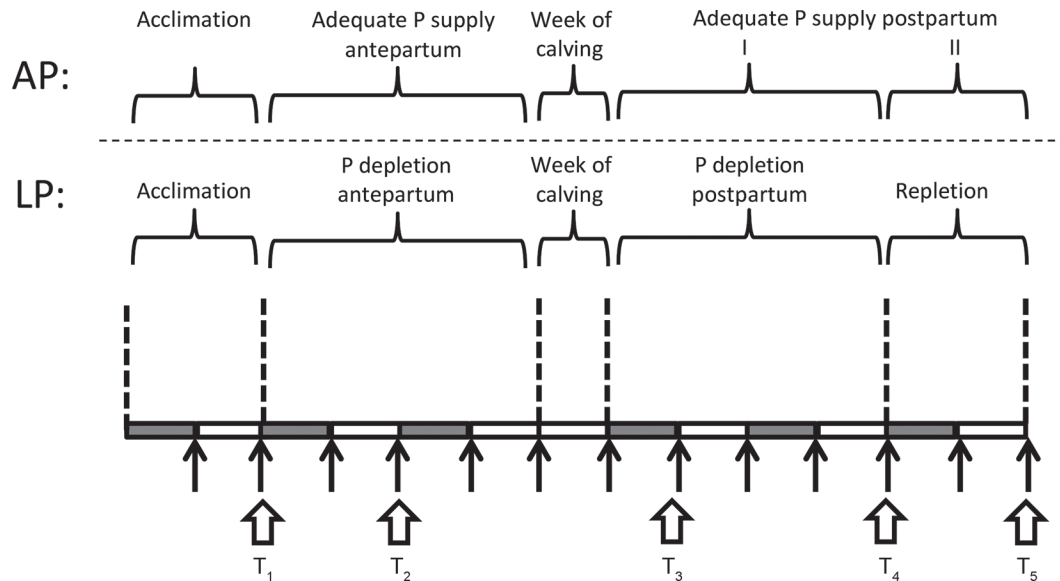 AP:
Acclimation
Adequate P supply
antepartum
Week of
calving
Adequate P supply postpartum
I
II
LP:
Acclimation
P depletion
antepartum
Week of
calving
P depletion
postpartum
Repletion
T1
T2
T3
T4
T5